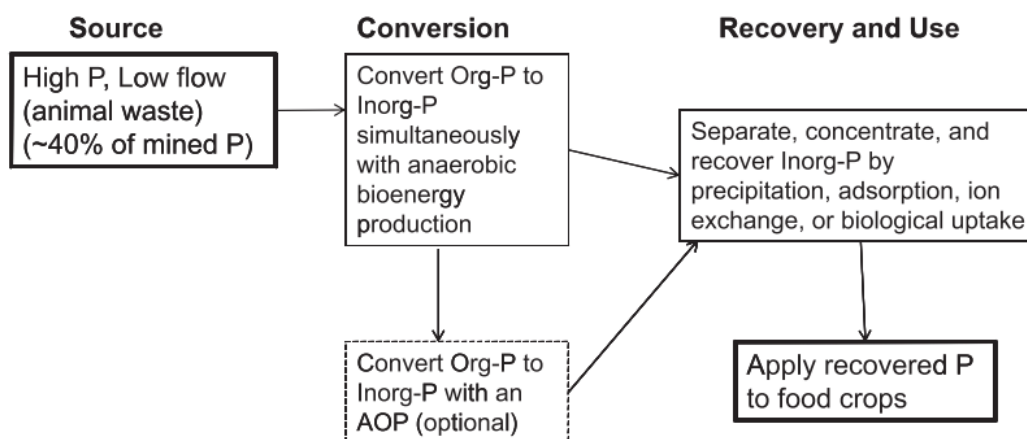 Source
Conversion
Recovery and Use
High P, Low flow
(animal waste)
(~40% of mined P)
Convert Org-P to
Inorg-P
simultaneously
with anaerobic
bioenergy
production
Separate, concentrate, and
recover Inorg-P by
precipitation, adsorption, ion
exchange, or biological uptake
Convert Org-P to
Inorg-P with an
AOP (optional)
Apply recovered P
to food crops